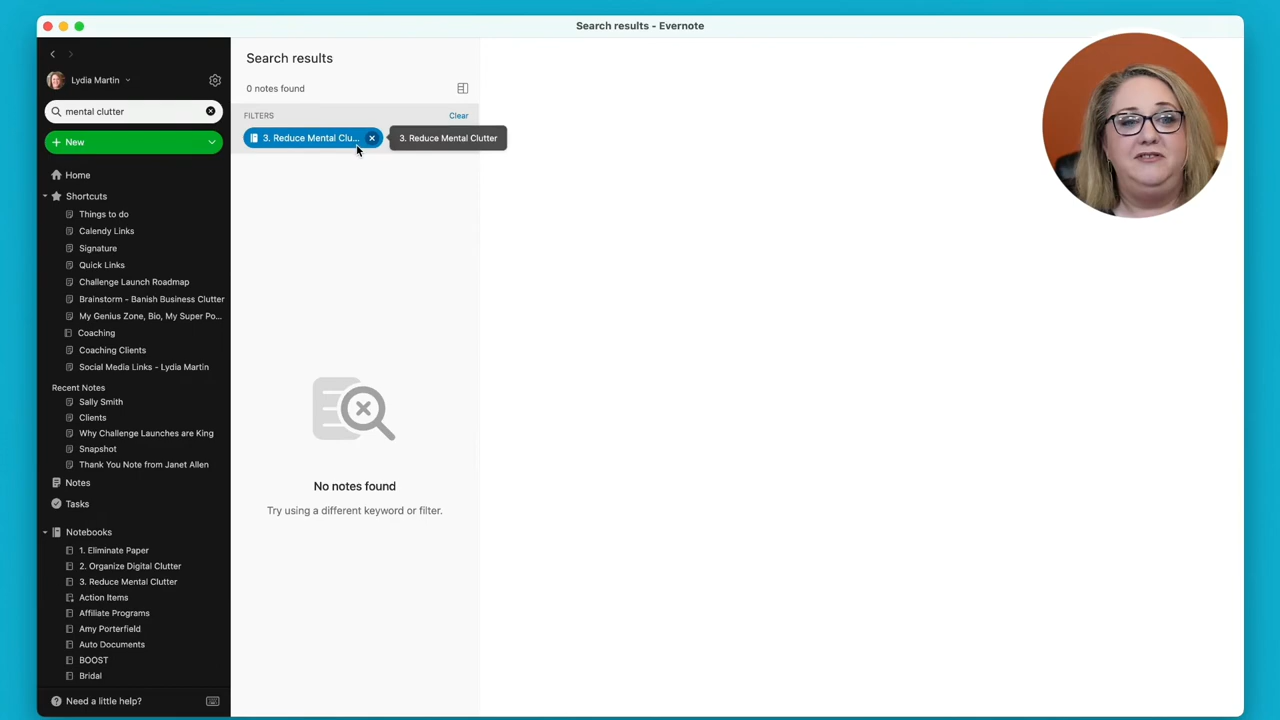 Search results - Evernote
Lydia Martin
mental clutter
New
Home
Shortcuts
Things to do
Calendy Links
Signature
Quick Links
Challenge Launch Roadmap
Brainstorm - Banish Business Clutter
My Genius Zone, Bio, My Super Po...
Coaching
Coaching Clients
Social Media Links - Lydia Martin
Recent Notes
Sally Smith
Clients
Why Challenge Launches are King
Snapshot
Thank You Note from Janet Allen
Notes
Tasks
Notebooks
1. Eliminate Paper
2. Organize Digital Clutter
3. Reduce Mental Clutter
Action Items
Affiliate Programs
Amy Porterfield
Auto Documents
BOOST
Bridal
Need a little help?
Search results
0 notes found
FILTERS Clear
3. Reduce Mental Clu... 3. Reduce Mental Clutter
No notes found
Try using a different keyword or filter.